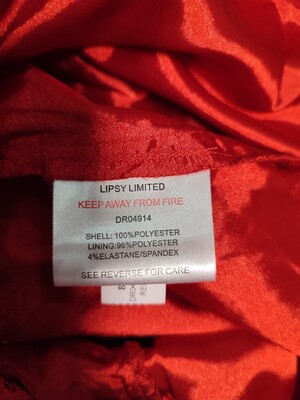 LIPSY LIMITED
KEEP AWAY FROM FIRE
DR04914
SHELL: 100%POLYESTER
LINING:96%POLYESTER
4%ELASTANE/SPANDEX
SEE REVERSE FOR CARE